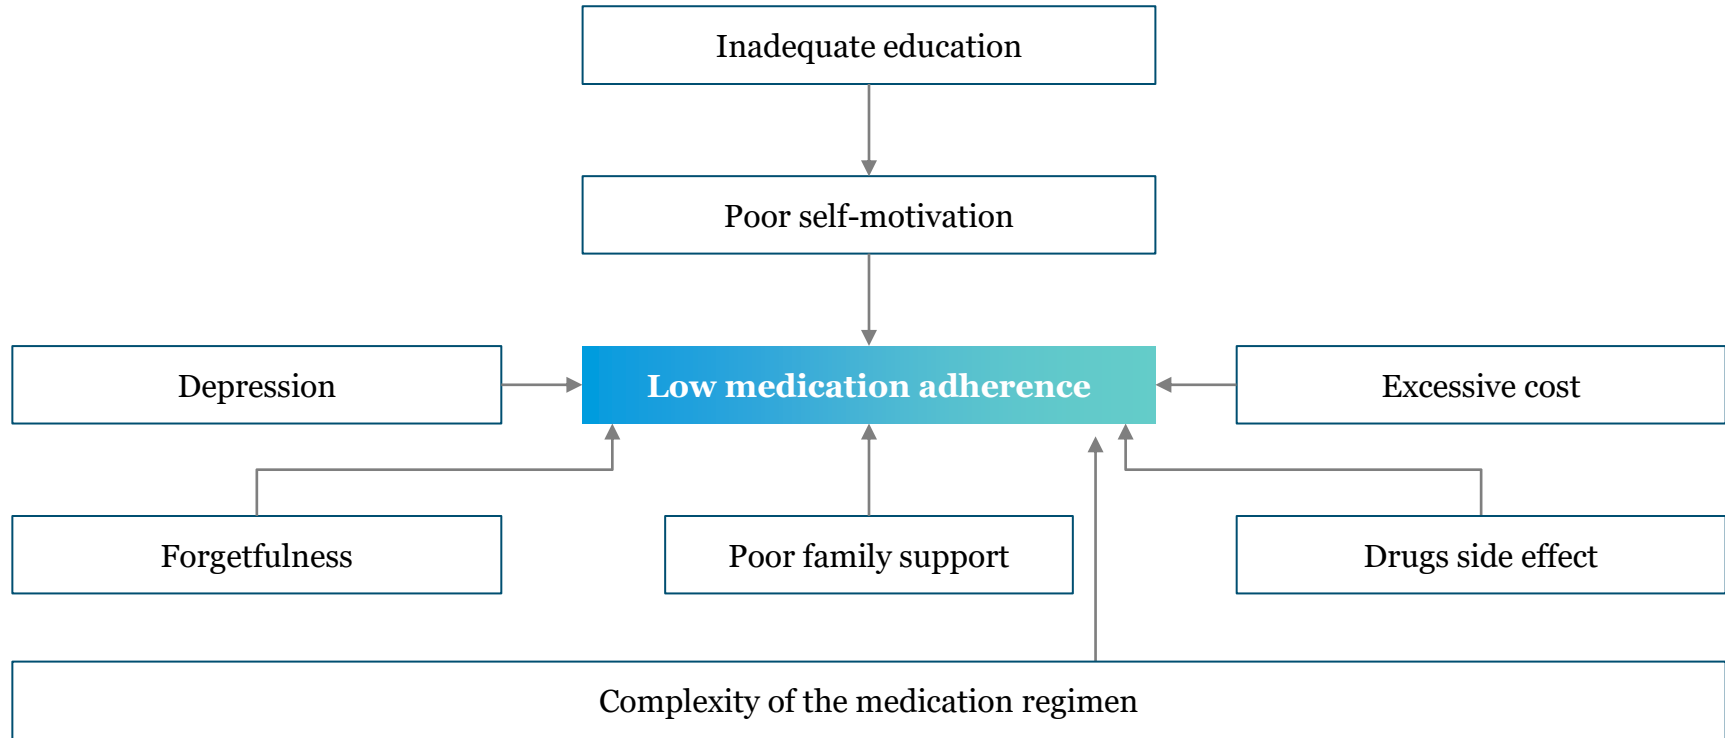 Inadequate education
Poor self-motivation
Depression
Low medication adherence
Excessive cost
Forgetfulness
Poor family support
Drugs side effect
Complexity of the medication regimen